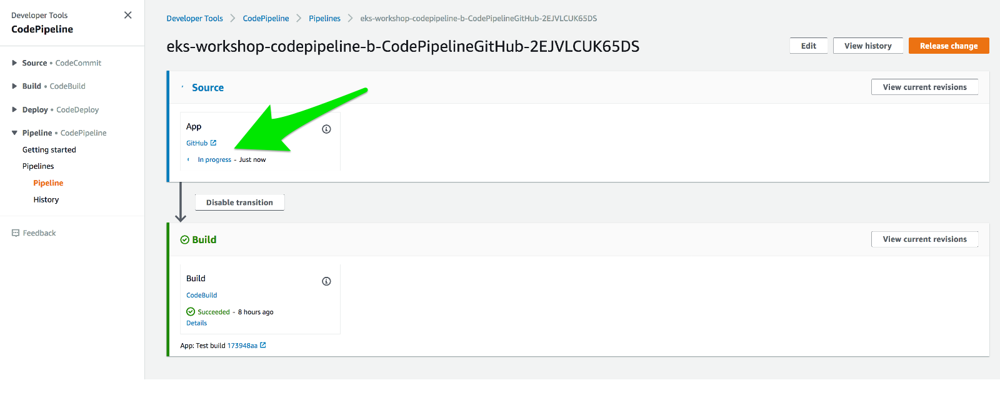 Developer Tools
CodePipeline
Source • CodeCommit
Build • CodeBuild
Deploy • CodeDeploy
Pipeline • CodePipeline
Getting started
Pipelines
Pipeline
History
Feedback
Developer Tools > CodePipeline > Pipelines > eks-workshop-codepipeline-b-CodePipelineGitHub-2EJVLCUK65DS
eks-workshop-codepipeline-b-CodePipelineGitHub-2EJVLCUK65DS
Edit
View history
Release change
Source
View current revisions
App
GitHub
In progress - Just now
Disable transition
Build
View current revisions
Build
CodeBuild
Succeeded - 8 hours ago
Details
App: Test build 173948aa